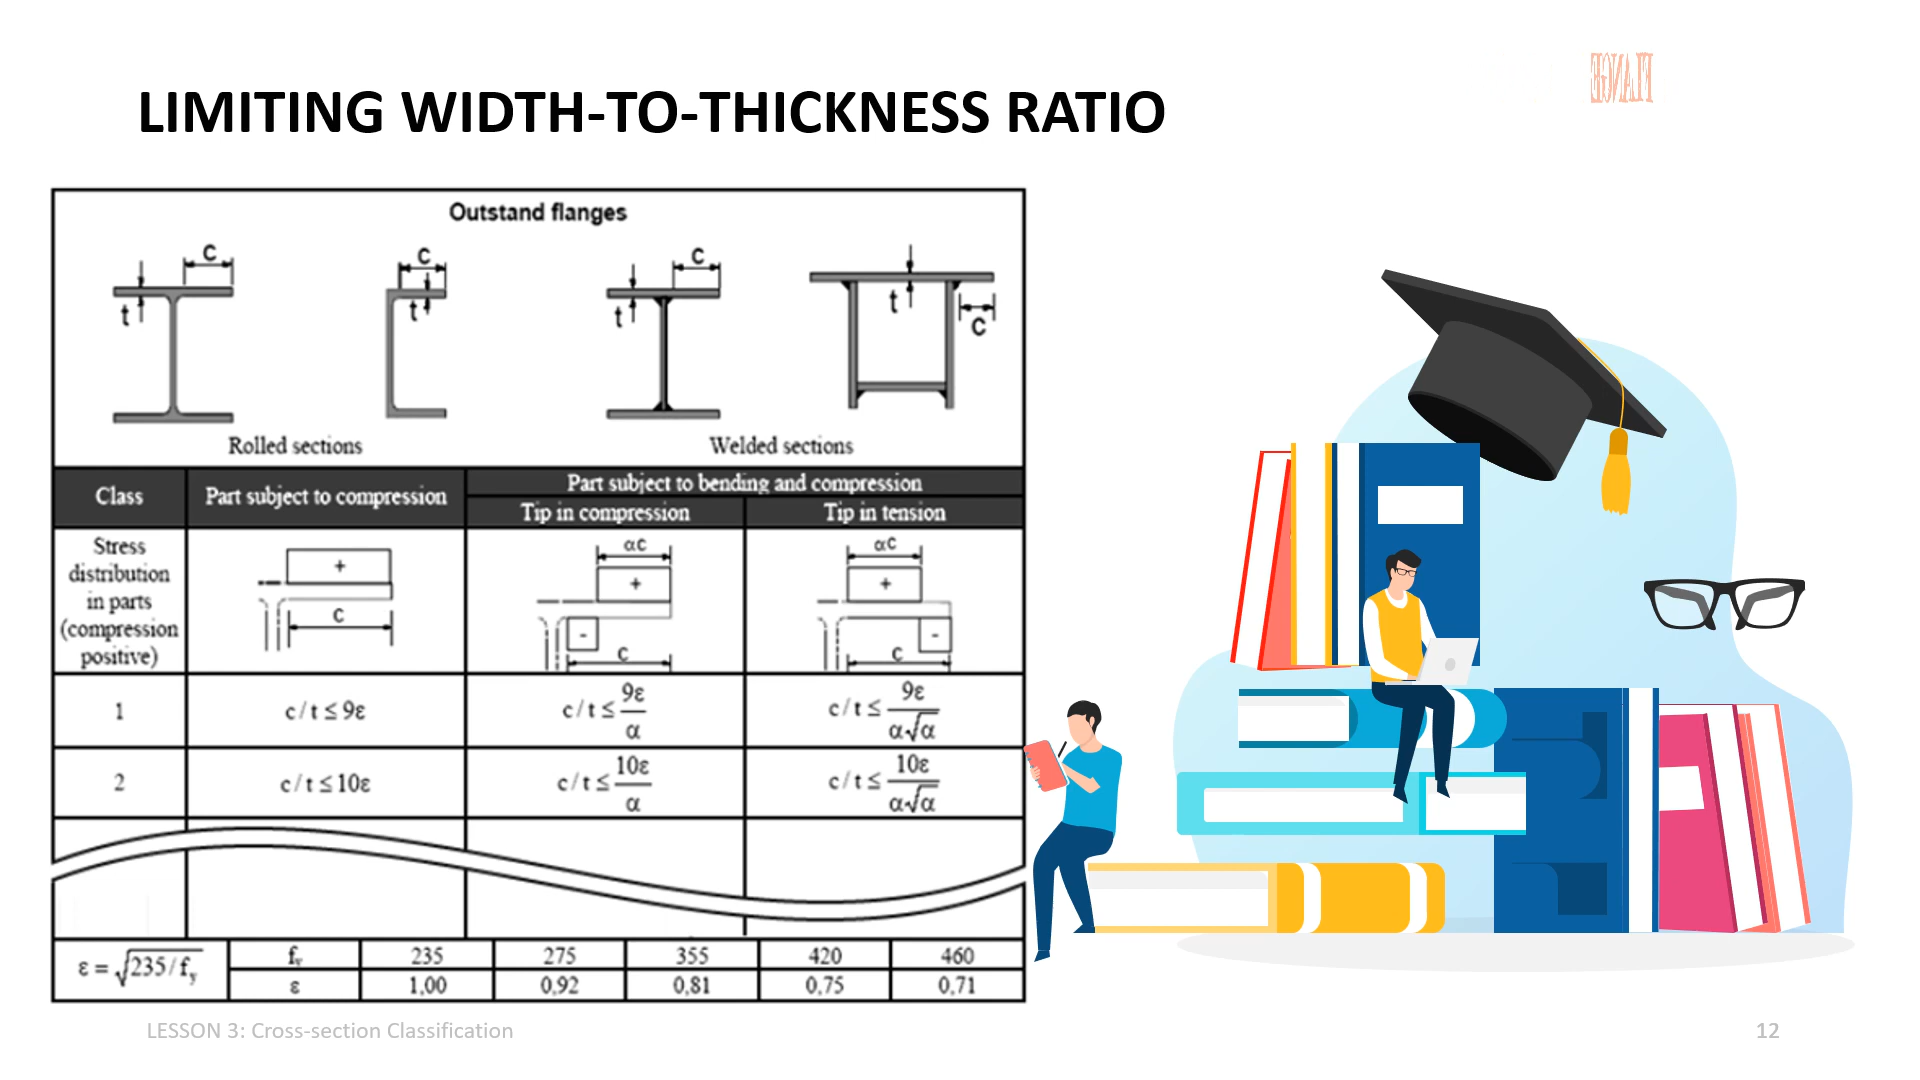 FLANGE
LIMITING WIDTH-TO-THICKNESS RATIO
Outstand flanges
c
t
c
t
c
t
t
c
Rolled sections
Welded sections
Class
Part subject to compression
Part subject to bending and compression
Tip in compression
Tip in tension
Stress
distribution
in parts
(compression
positive)
+
c
αc
+
-
c
αc
+
-
c
1
c / t ≤ 9ε
c / t ≤ 9ε / α
c / t ≤ 9ε / α√α
2
c / t ≤ 10ε
c / t ≤ 10ε / α
c / t ≤ 10ε / α√α
ε = √235 / fy
fy 235 275 355 420 460
ε 1,00 0,92 0,81 0,75 0,71
LESSON 3: Cross-section Classification
12